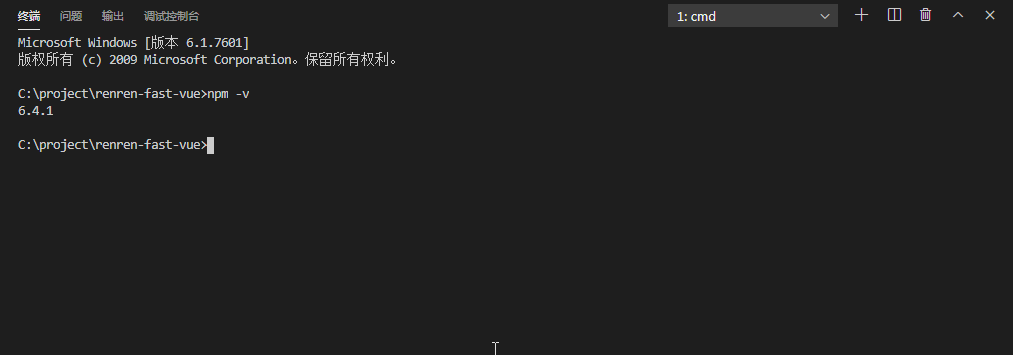 终端 问题 输出 调试控制台 1: cmd
Microsoft Windows [版本 6.1.7601]
版权所有 (c) 2009 Microsoft Corporation。保留所有权利。
C:\project\renren-fast-vue>npm -v
6.4.1
C:\project\renren-fast-vue>